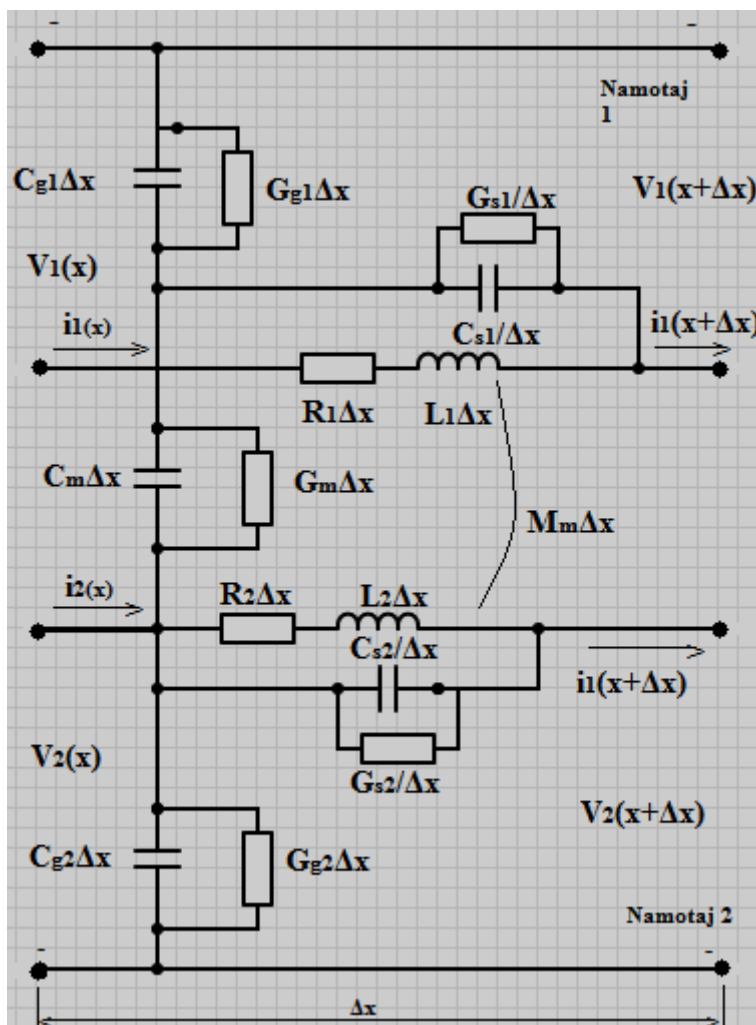 -
-
Namotaj
1
Cg1Δx
Gg1Δx
V1(x+Δx)
Gs1/Δx
V1(x)
i1(x)
Cs1/Δx
i1(x+Δx)
R1Δx
L1Δx
CmΔx
GmΔx
MmΔx
i2(x)
R2Δx
L2Δx
Cs2/Δx
i1(x+Δx)
V2(x)
Gs2/Δx
V2(x+Δx)
Cg2Δx
Gg2Δx
Namotaj 2
-
-
Δx